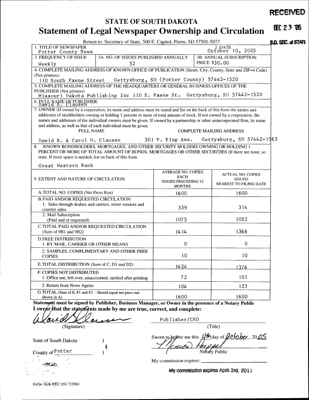 RECEIVED
DEC 23 '05
B.D. SEC. of STATE
STATE OF SOUTH DAKOTA
Statement of Legal Newspaper Ownership and Circulation
Return to: Secretary of State, 500 E. Capitol, Pierre, SD 57501-5077
1. TITLE OF NEWSPAPER
Potter County News
2. DATE
October 10, 2005
3. FREQUENCY OF ISSUE
Weekly
3A. NO. OF ISSUES PUBLISHED ANNUALLY
52
3B. ANNUAL SUBSCRIPTION
PRICE $30.00
4. COMPLETE MAILING ADDRESS OF KNOWN OFFICE OF PUBLICATION (Street, City, County, State and ZIP+4 Code)
(Not printers)
110 South Exene Street Gettysburg, SD (Potter County) 57442-1520
5. COMPLETE MAILING ADDRESS OF THE HEADQUARTERS OR GENERAL BUSINESS OFFICES OF THE
PUBLISHER (Not printers)
Missouri Dakota Publishing Inc 110 S. Exene St. Gettysburg, SD 57442-1520
6. FULL NAME OF PUBLISHER:
David R. Clausen
7. OWNER (If owned by a corporation, its name and address must be stated and list on the back of this form the names and
addresses of stockholders owning or holding 1 percent or more of total amount of stock. If not owned by a corporation, the
names and addresses of the individual owners must be given. If owned by a partnership or other unincorporated firm, its name
and address, as well as that of each individual must be given.
FULL NAME
COMPLETE MAILING ADDRESS
David R. & Carol D. Clausen 301 W. King Ave. Gettysburg, SD 57442-1563
8. KNOWN BONDHOLDERS, MORTGAGES, AND OTHER SECURITY HOLDERS OWNING OR HOLDING 1
PERCENT OR MORE OF TOTAL AMOUNT OF BONDS, MORTGAGES OR OTHER SECURITIES (If there are none, so
state. If more space is needed, list on back of this form.
Great Western Bank
9. EXTENT AND NATURE OF CIRCULATION
AVERAGE NO. COPIES
EACH
ISSUED PRECEDING 12
MONTHS
ACTUAL NO. COPIES
ISSUED
NEAREST TO FILING DATE
A. TOTAL NO. COPIES (Net Press Run)
1600
1600
B. PAID AND/OR REQUESTED CIRCULATION
1. Sales through dealers and carriers, street vendors and
counter sales.
339
314
2. Mail Subscription
(Paid and or requested)
1075
1052
C. TOTAL PAID AND/OR REQUESTED CIRCULATION
(Sum of 9B1 and 9B2)
1414
1366
D. FREE DISTRIBUTION
1. BY MAIL, CARRIER OR OTHER MEANS
0
0
2. SAMPLES, COMPLIMENTARY AND OTHER FREE
COPIES
10
10
E. TOTAL DISTRIBUTION (Sum of C, D1 and D2)
1424
1376
F. COPIES NOT DISTRIBUTED
1. Office use, left over, unaccounted, spoiled after printing
72
101
2. Return from News Agents
104
123
G. TOTAL (Sum of E, F1 and F2 - Should equal net press run
shown in A)
1600
1600
Statement must be signed by Publisher, Business Manager, or Owner in the presence of a Notary Public
I swear that the statements made by me are true, correct, and complete:
David R. Clausen
(Signature)
Publisher/CEO
(Title)
State of South Dakota )
§
County of Potter )
Sworn to before me this 11th day of October, 2005
Notary Public
My commission expires:
My commission expires April 3rd, 2011